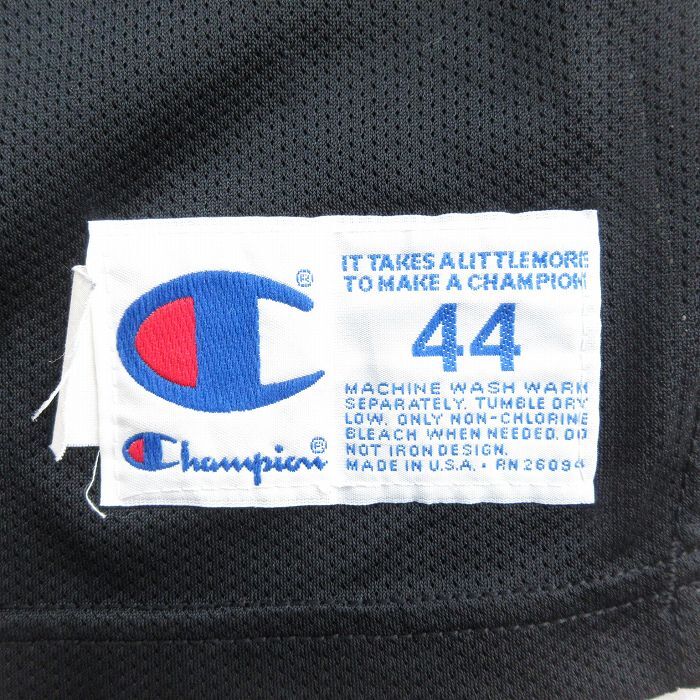 Champion
IT TAKES A LITTLE MORE
TO MAKE A CHAMPION
44
MACHINE WASH WARM
SEPARATELY. TUMBLE DRY
LOW. ONLY NON-CHLORINE
BLEACH WHEN NEEDED. DO
NOT IRON DESIGN.
MADE IN U.S.A. • RN 26094